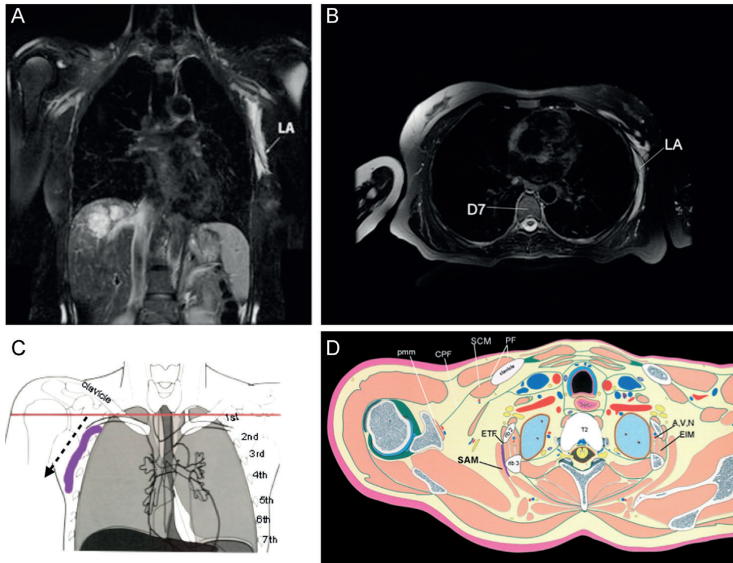 A
LA
B
LA
D7
C
clavicle
1st
2nd
3rd
4th
5th
6th
7th
D
SCM
PF
CPF
pmm
clavicle
T2
ETF
A,V,N
EIM
SAM
rib 3